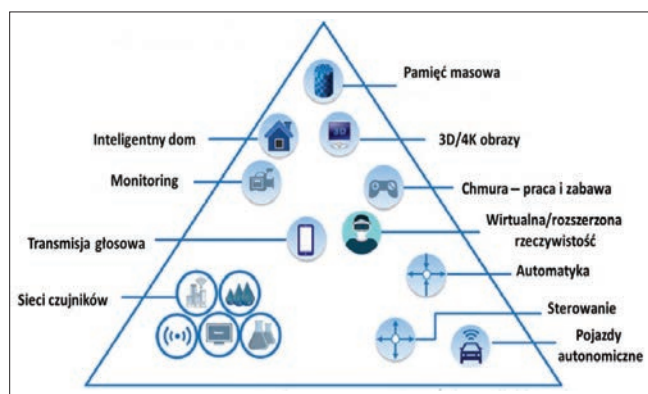 Pamięć masowa
Inteligentny dom
3D
3D/4K obrazy
Monitoring
Chmura – praca i zabawa
Transmisja głosowa
Wirtualna/rozszerzona
rzeczywistość
Automatyka
Sieci czujników
Sterowanie
Pojazdy
autonomiczne